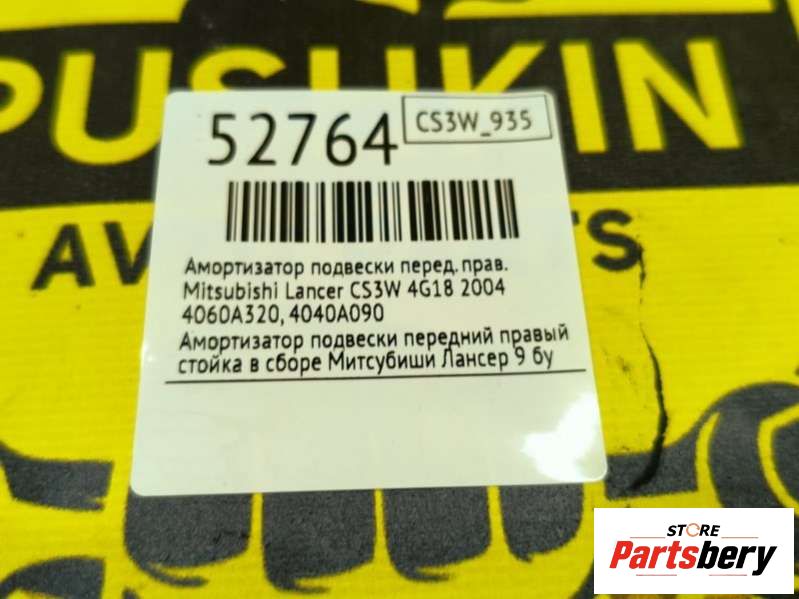 PUSHKIN
52764
CS3W_935
AV TS
Амортизатор подвески перед. прав.
Mitsubishi Lancer CS3W 4G18 2004
4060A320, 4040A090
Амортизатор подвески передний правый
стойка в сборе Митсубиши Лансер 9 бу
STORE
Partsbery